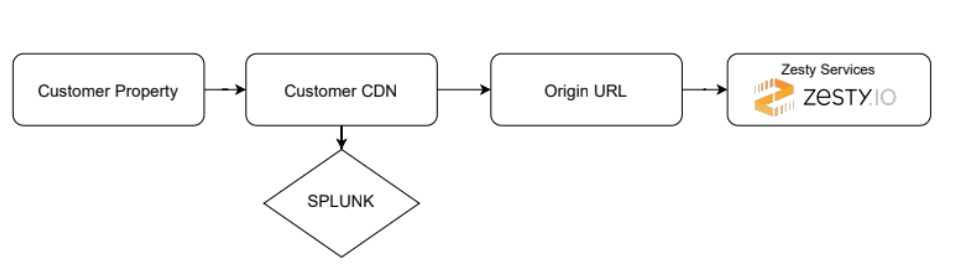 Customer Property
Customer CDN
Origin URL
Zesty Services
ZESTY.IO
SPLUNK